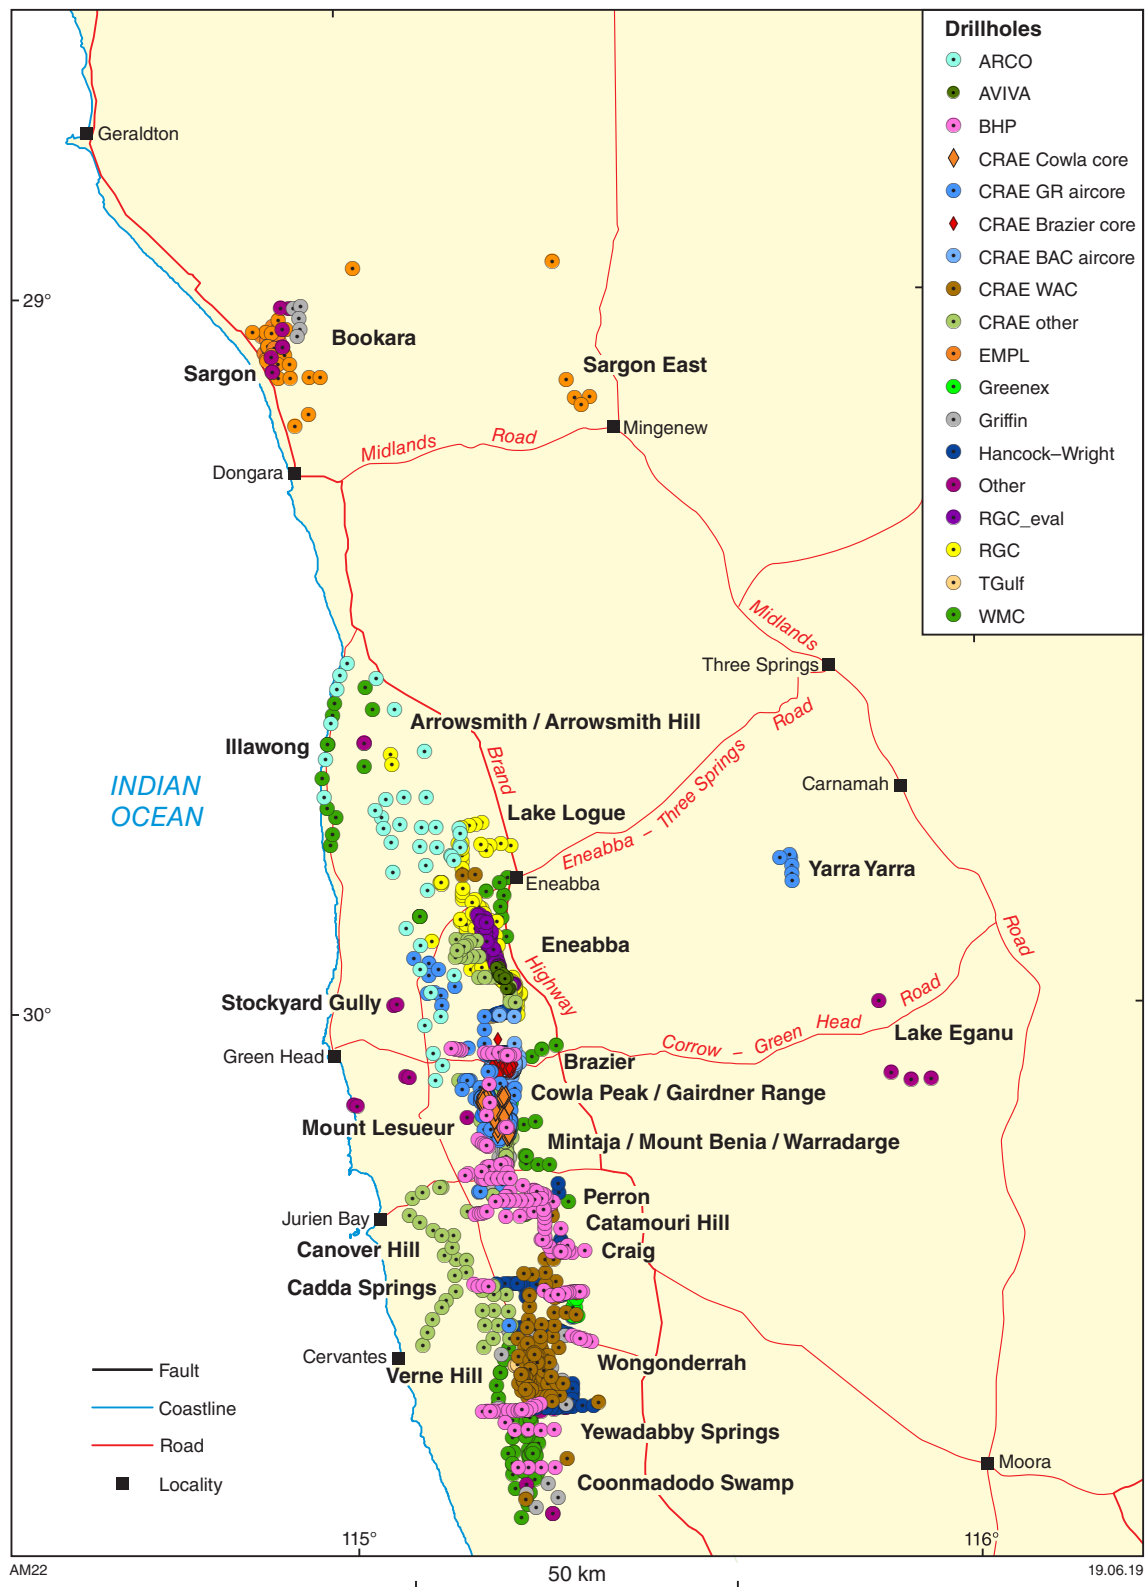 Drillholes
ARCO
AVIVA
BHP
CRAE Cowla core
CRAE GR aircore
CRAE Brazier core
CRAE BAC aircore
CRAE WAC
CRAE other
EMPL
Greenex
Griffin
Hancock–Wright
Other
RGC_eval
RGC
TGulf
WMC
Geraldton
29°
Bookara
Sargon
Sargon East
Mingenew
Midlands Road
Dongara
Midlands
Three Springs
Road
Arrowsmith / Arrowsmith Hill
Illawong
Brand
INDIAN
OCEAN
Carnamah
Lake Logue
Eneabba – Three Springs
Yarra Yarra
Eneabba
Road
Eneabba
Highway
Stockyard Gully
30°
Road
Lake Eganu
Corrow – Green Head
Green Head
Brazier
Cowla Peak / Gairdner Range
Mount Lesueur
Mintaja / Mount Benia / Warradarge
Perron
Jurien Bay
Catamouri Hill
Canover Hill
Craig
Cadda Springs
Cervantes
Wongonderrah
Verne Hill
Fault
Coastline
Yewadabby Springs
Road
Moora
Locality
Coonmadodo Swamp
115°
116°
AM22
50 km
19.06.19